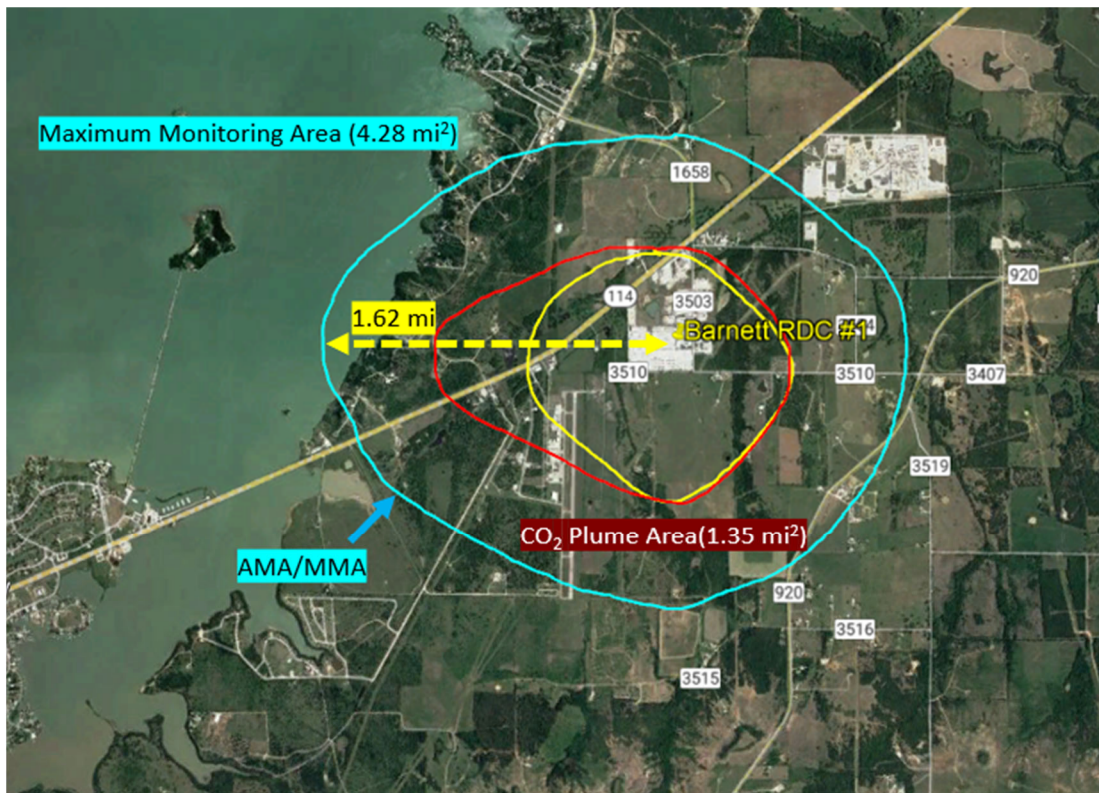 Maximum Monitoring Area (4.28 mi²)
1658
920
1.62 mi
114
3503
Barnett RDC #1
3510
3510
3407
3519
CO₂ Plume Area(1.35 mi²)
AMA/MMA
920
3516
3515